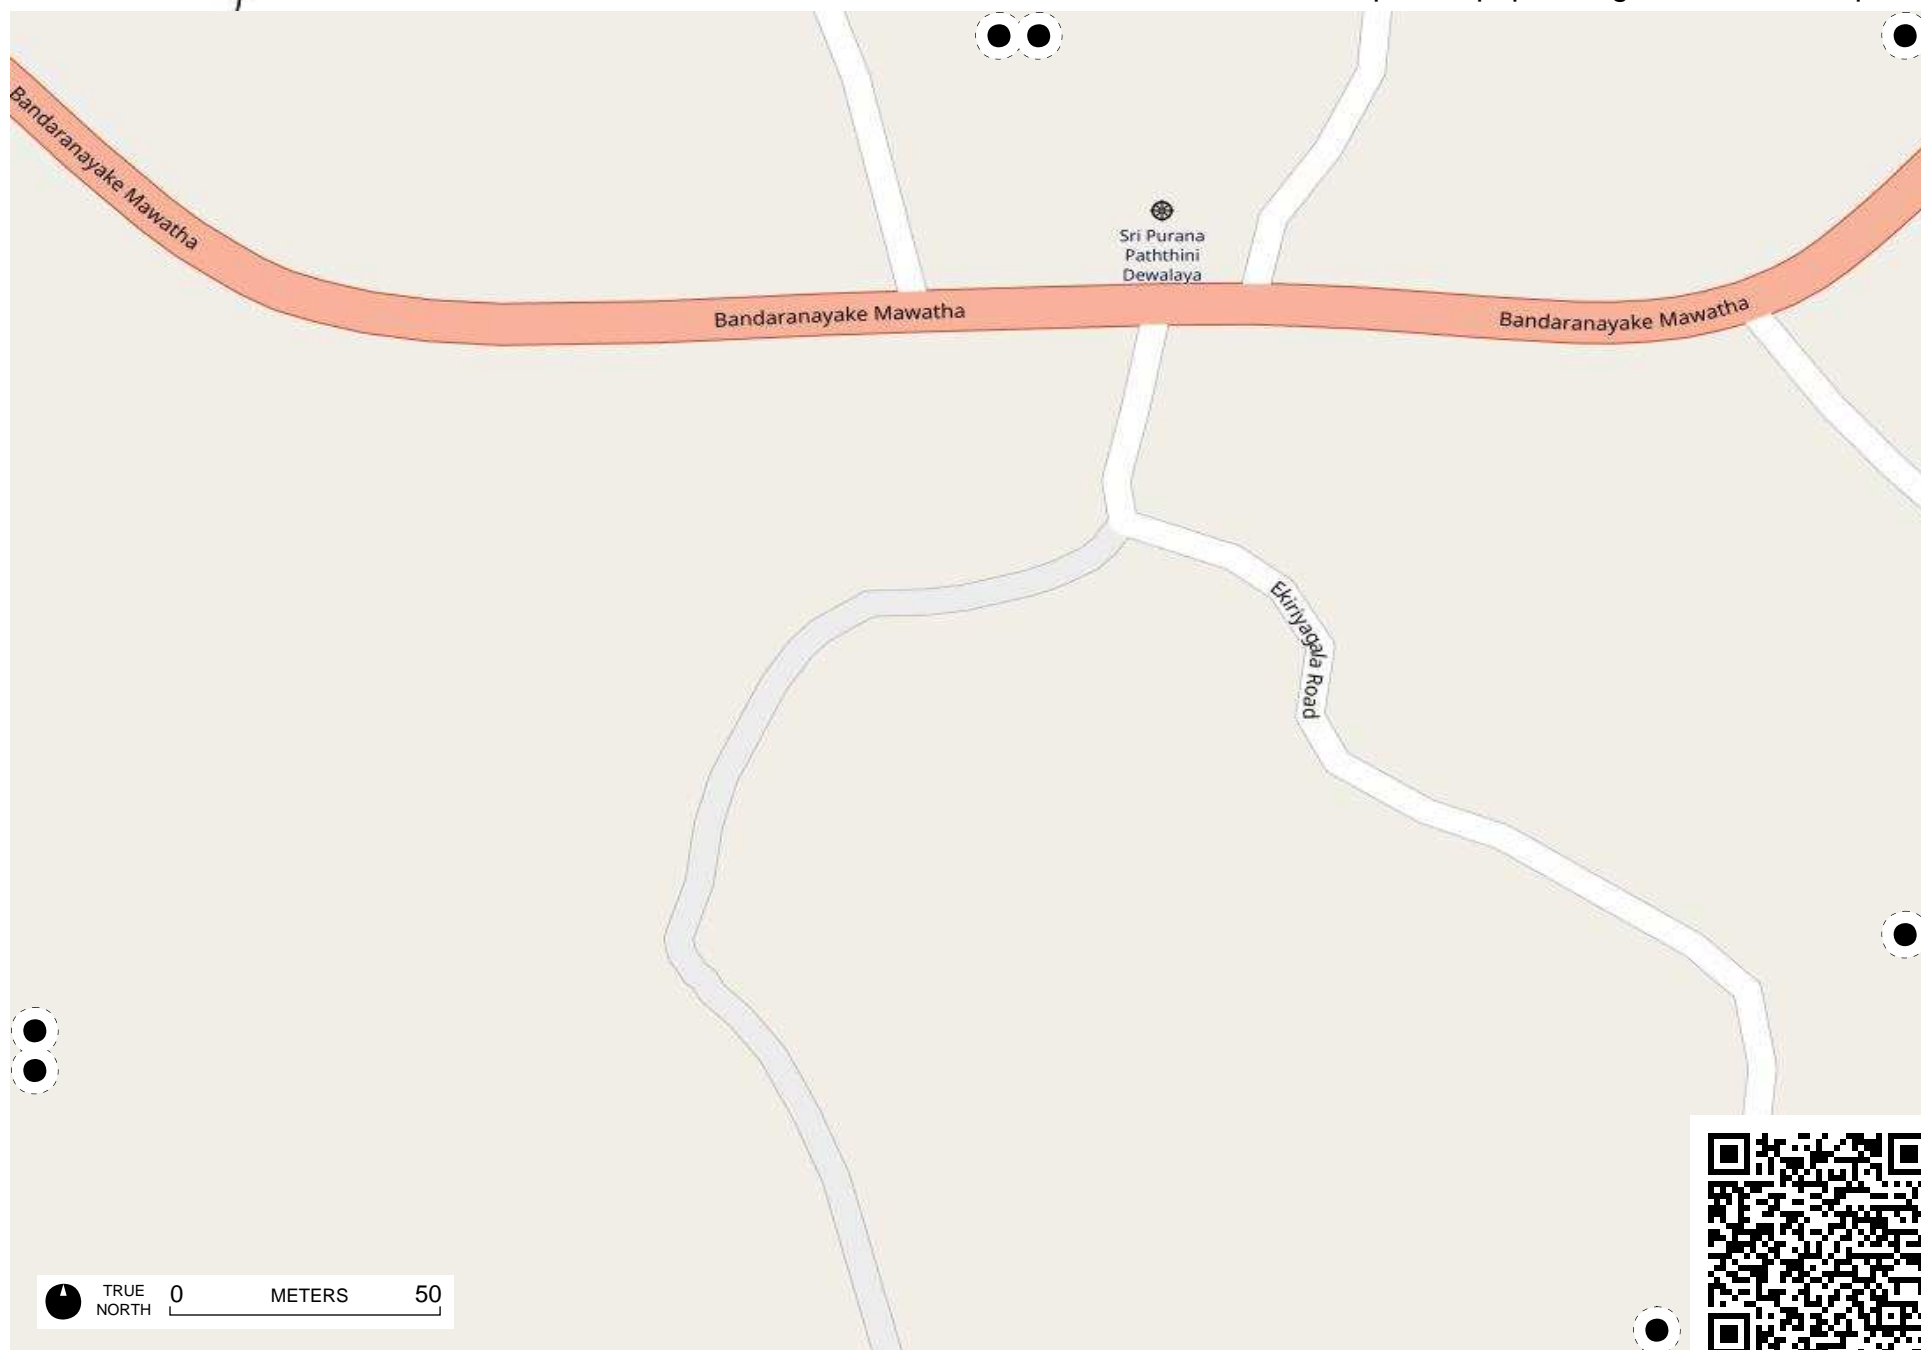 Bandaranayake Mawatha
Sri Purana
Paththini
Dewalaya
Bandaranayake Mawatha
Bandaranayake Mawatha
Ekiriyagala Road
TRUE
NORTH
0 METERS 50